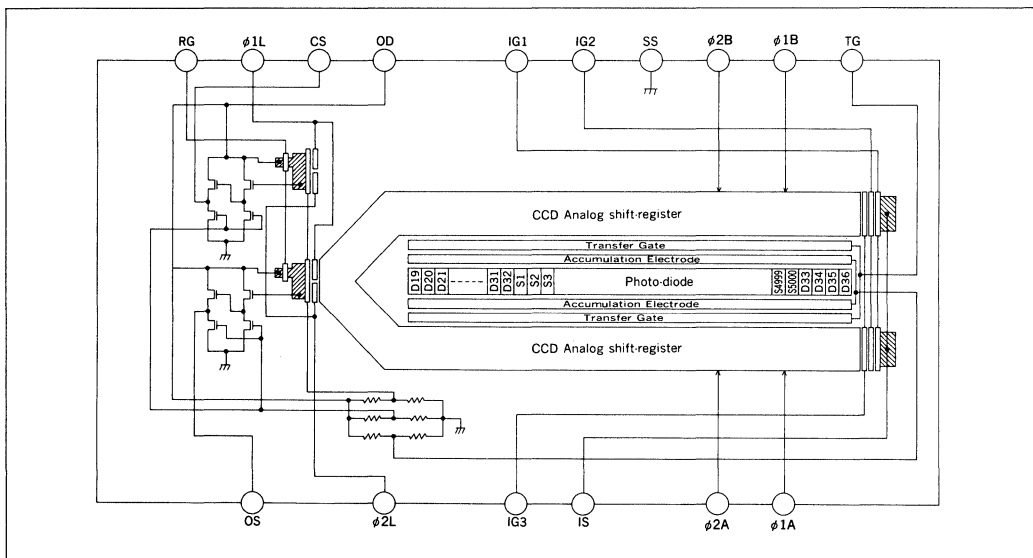 RG φ1L CS OD IG1 IG2 SS φ2B φ1B TG
CCD Analog shift-register
Transfer Gate
Accumulation Electrode
D19 D20 D21 D31 D32 S1 S2 S3 Photo-diode S4999 S5000 D33 D34 D35 D36
Accumulation Electrode
Transfer Gate
CCD Analog shift-register
OS φ2L IG3 IS φ2A φ1A